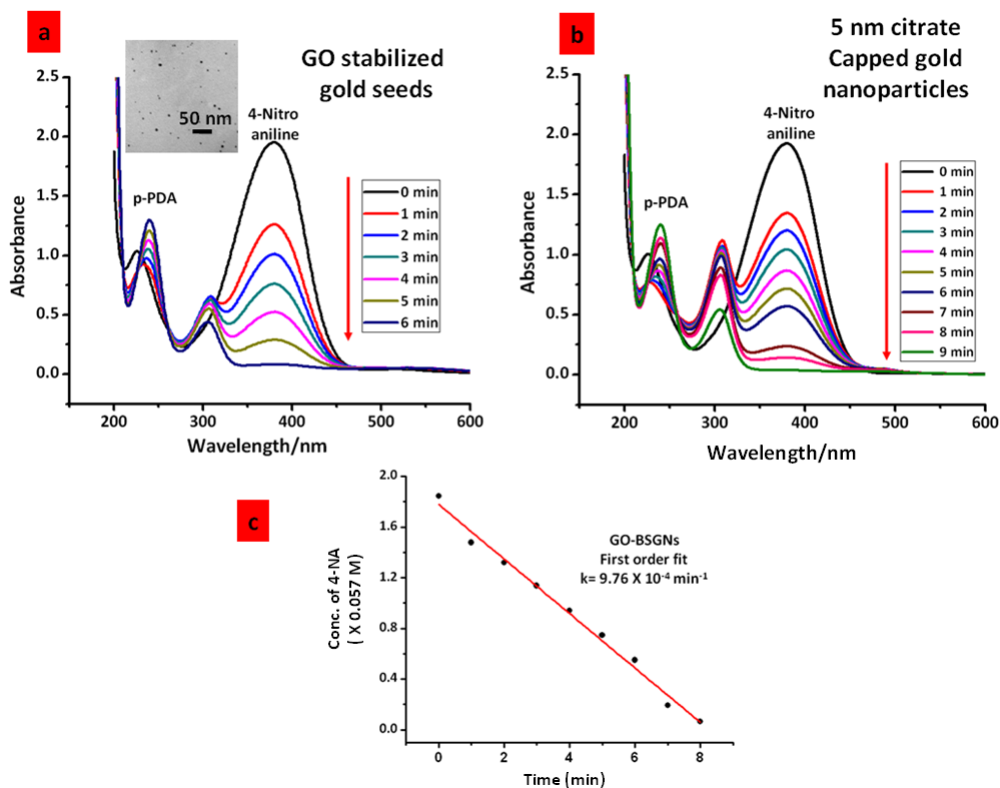 a
GO stabilized
gold seeds
50 nm
4-Nitro
aniline
p-PDA
2.5
2.0
1.5
1.0
0.5
0.0
Absorbance
0 min
1 min
2 min
3 min
4 min
5 min
6 min
200
300
400
500
600
Wavelength/nm
b
5 nm citrate
Capped gold
nanoparticles
4-Nitro
aniline
p-PDA
2.5
2.0
1.5
1.0
0.5
0.0
Absorbance
0 min
1 min
2 min
3 min
4 min
5 min
6 min
7 min
8 min
9 min
200
300
400
500
600
Wavelength/nm
c
2.0
1.6
1.2
0.8
0.4
0.0
Conc. of 4-NA
( X 0.057 M)
GO-BSGNs
First order fit
k= 9.76 X 10⁻⁴ min⁻¹
0
2
4
6
8
Time (min)